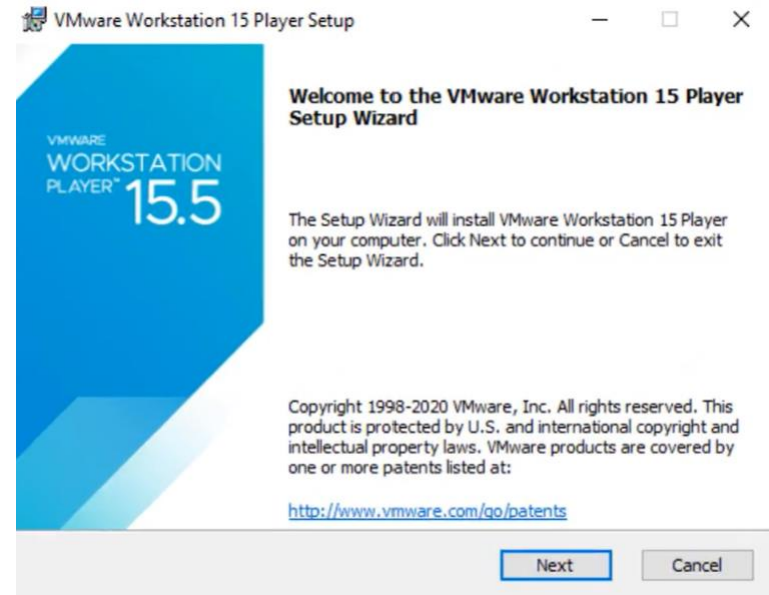 VMware Workstation 15 Player Setup
VMWARE
WORKSTATION
PLAYER™ 15.5
Welcome to the VMware Workstation 15 Player
Setup Wizard
The Setup Wizard will install VMware Workstation 15 Player
on your computer. Click Next to continue or Cancel to exit
the Setup Wizard.
Copyright 1998-2020 VMware, Inc. All rights reserved. This
product is protected by U.S. and international copyright and
intellectual property laws. VMware products are covered by
one or more patents listed at:
http://www.vmware.com/go/patents
Next
Cancel